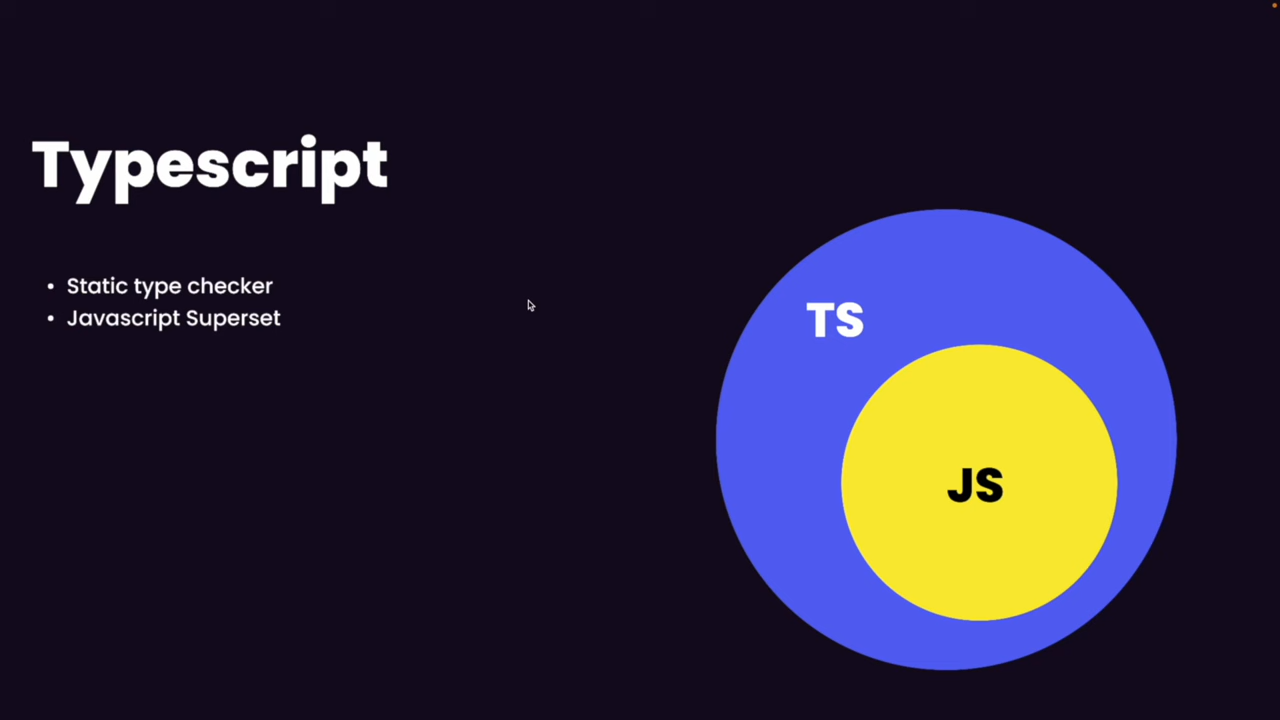 Typescript
• Static type checker
• Javascript Superset
TS
JS